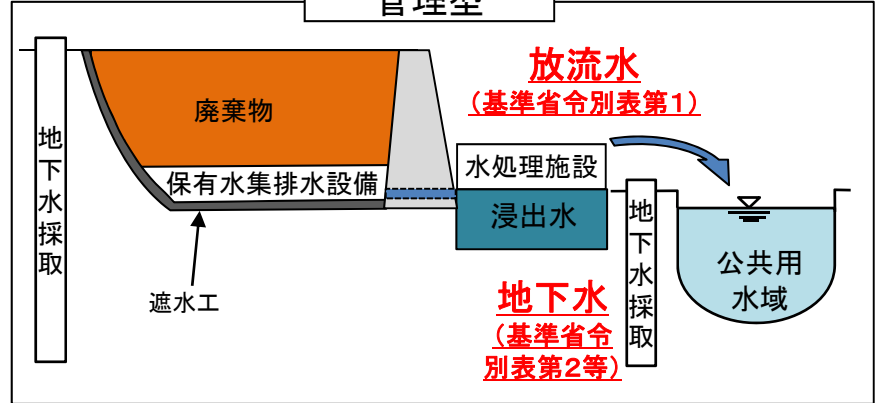 管理型
放流水
(基準省令別表第1)
廃棄物
地下水採取
保有水集排水設備
水処理施設
浸出水
地下水採取
公共用
水域
遮水工
地下水
(基準省令
別表第2等)